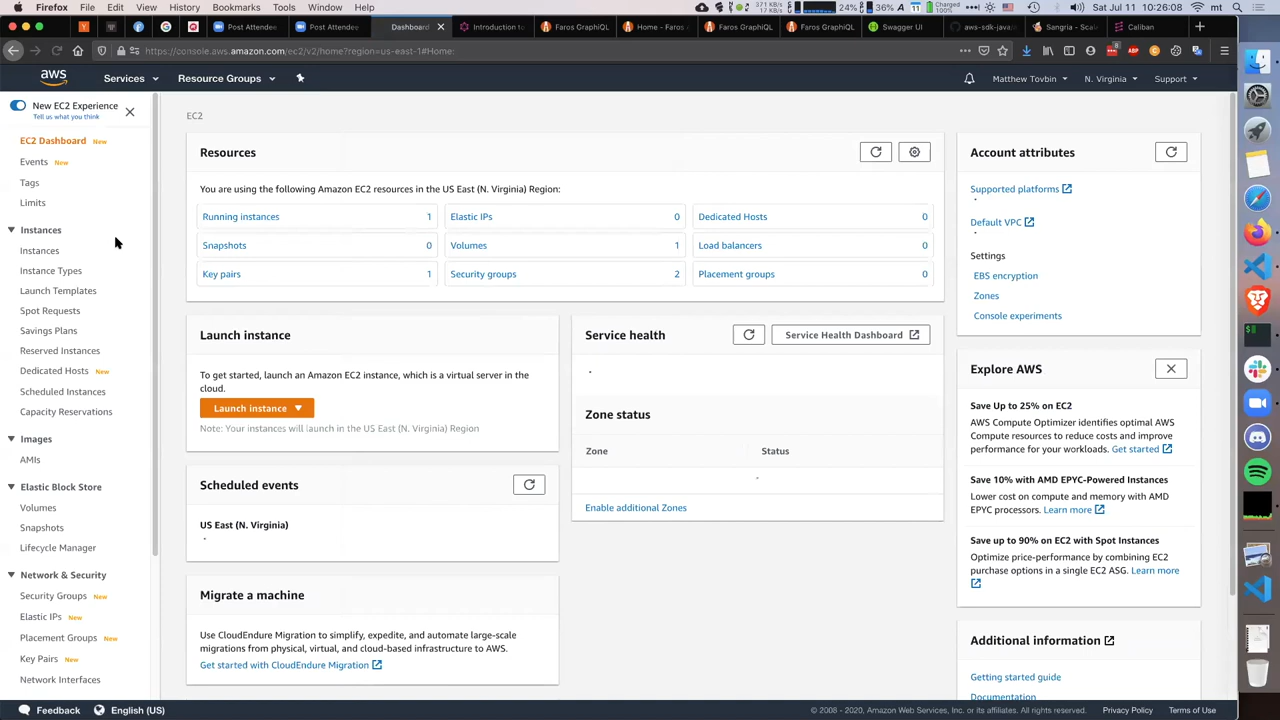 Firefox File Edit View History Bookmarks Tools Window Help
24% 36% 11 Charged 100% Sat Jul 11 10:26:08
Post Attendee Post Attendee Dashboard Introduction to Faros GraphiQL Home - Faros Faros GraphiQL Faros GraphiQL Swagger UI aws-sdk-java Sangria – Scala Caliban
https://console.aws.amazon.com/ec2/v2/home?region=us-east-1#Home:
aws Services Resource Groups Matthew Tovbin N. Virginia Support
New EC2 Experience
Tell us what you think
EC2 Dashboard New
Events New
Tags
Limits
Instances
Instances
Instance Types
Launch Templates
Spot Requests
Savings Plans
Reserved Instances
Dedicated Hosts New
Scheduled Instances
Capacity Reservations
Images
AMIs
Elastic Block Store
Volumes
Snapshots
Lifecycle Manager
Network & Security
Security Groups New
Elastic IPs New
Placement Groups New
Key Pairs New
Network Interfaces
EC2
Resources
You are using the following Amazon EC2 resources in the US East (N. Virginia) Region:
Running instances 1 Elastic IPs 0 Dedicated Hosts 0
Snapshots 0 Volumes 1 Load balancers 0
Key pairs 1 Security groups 2 Placement groups 0
Launch instance
To get started, launch an Amazon EC2 instance, which is a virtual server in the
cloud.
Launch instance
Note: Your instances will launch in the US East (N. Virginia) Region
Scheduled events
US East (N. Virginia)
Migrate a machine
Use CloudEndure Migration to simplify, expedite, and automate large-scale
migrations from physical, virtual, and cloud-based infrastructure to AWS.
Get started with CloudEndure Migration
Service health
Service Health Dashboard
Zone status
Zone Status
-
Enable additional Zones
Account attributes
Supported platforms
Default VPC
Settings
EBS encryption
Zones
Console experiments
Explore AWS
Save Up to 25% on EC2
AWS Compute Optimizer identifies optimal AWS
Compute resources to reduce costs and improve
performance for your workloads. Get started
Save 10% with AMD EPYC-Powered Instances
Lower cost on compute and memory with AMD
EPYC processors. Learn more
Save up to 90% on EC2 with Spot Instances
Optimize price-performance by combining EC2
purchase options in a single EC2 ASG. Learn more
Additional information
Getting started guide
Documentation
Feedback English (US) © 2008 - 2020, Amazon Web Services, Inc. or its affiliates. All rights reserved. Privacy Policy Terms of Use